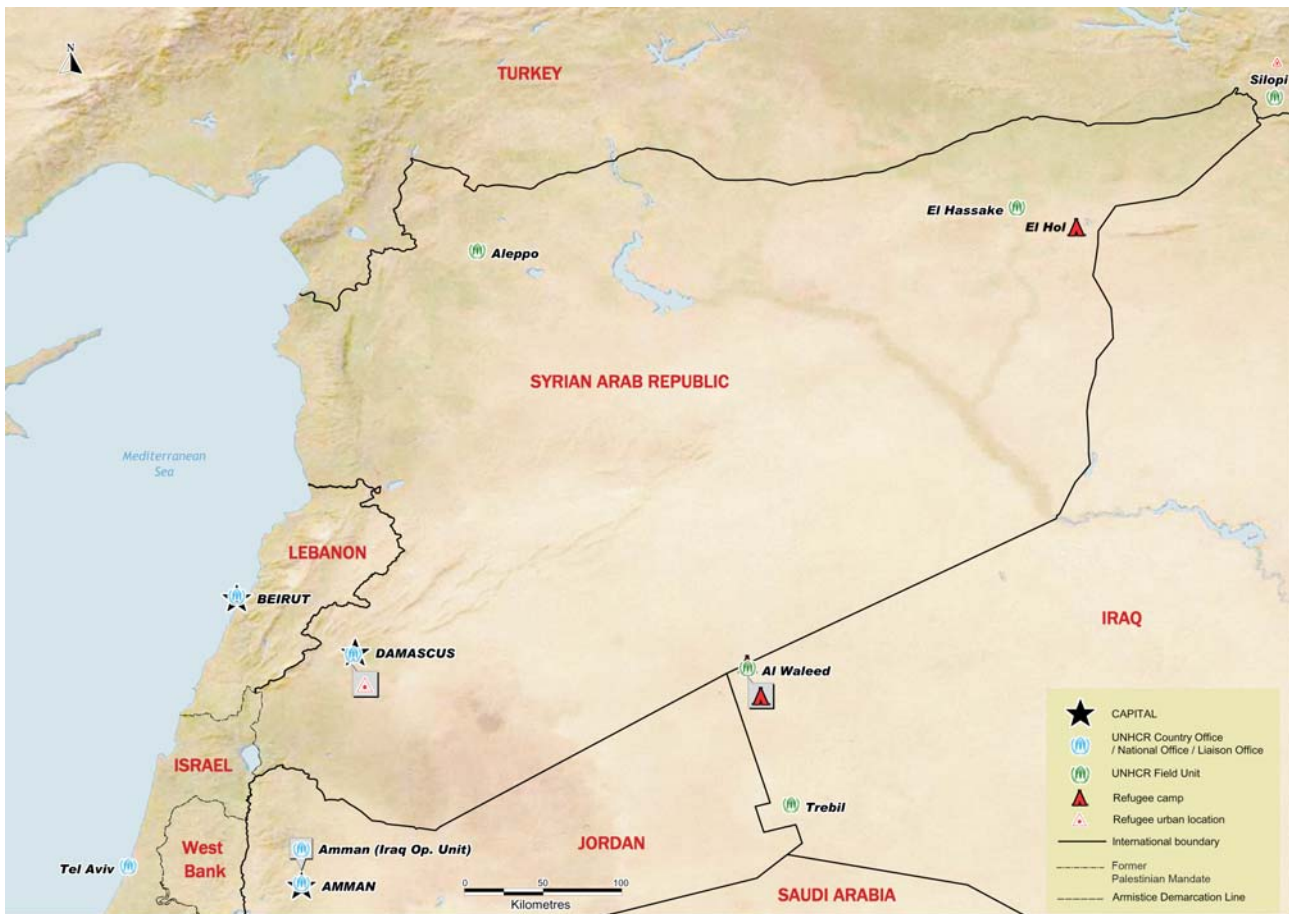 N
TURKEY
Silopi
El Hassake
El Hol
Aleppo
SYRIAN ARAB REPUBLIC
Mediterranean
Sea
LEBANON
BEIRUT
IRAQ
DAMASCUS
Al Waleed
ISRAEL
Trebil
JORDAN
Amman (Iraq Op. Unit)
West
Bank
Tel Aviv
AMMAN
SAUDI ARABIA
0 50 100
Kilometres
CAPITAL
UNHCR Country Office
/ National Office / Liaison Office
UNHCR Field Unit
Refugee camp
Refugee urban location
International boundary
Former
Palestinian Mandate
Armistice Demarcation Line